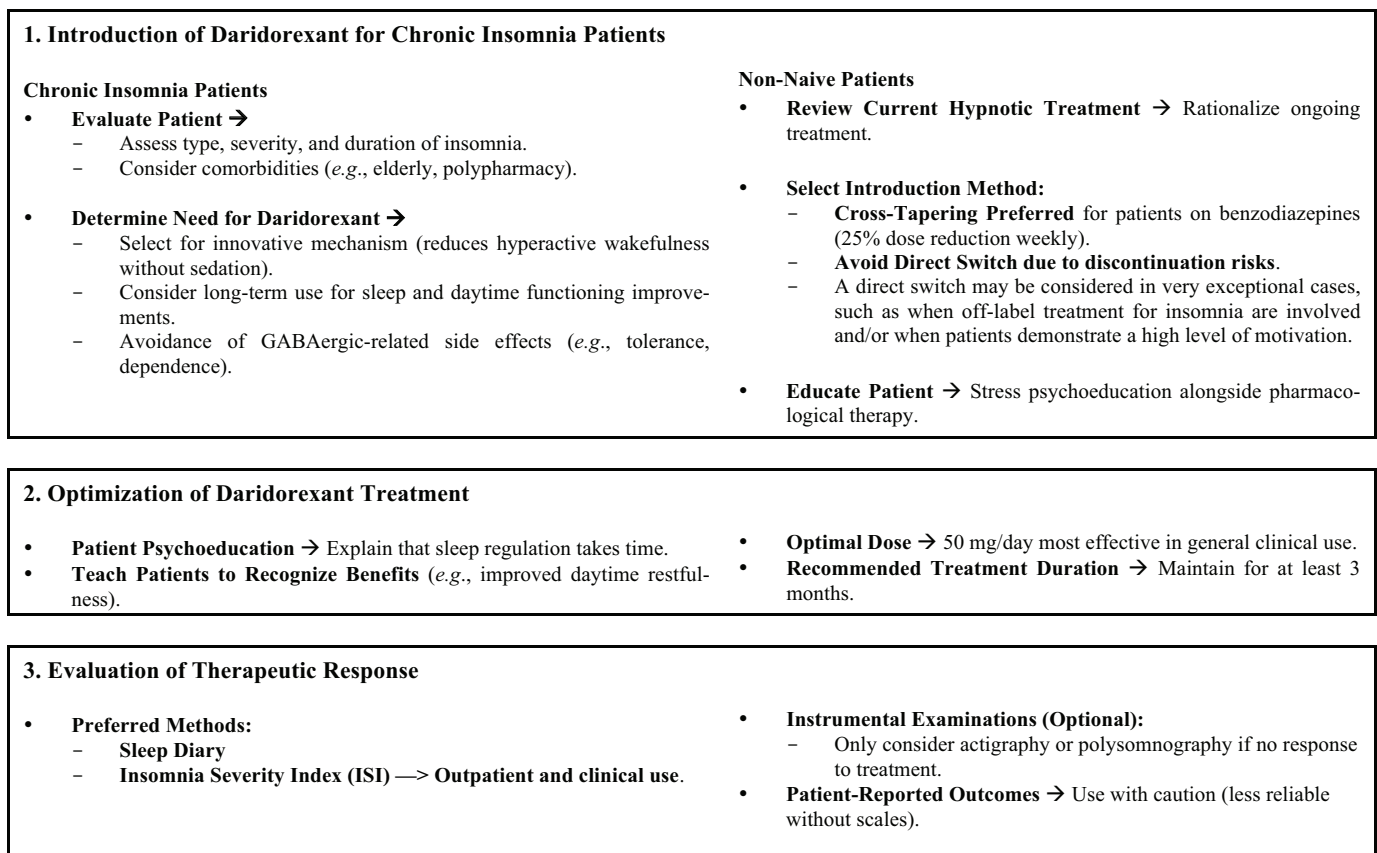 1. Introduction of Daridorexant for Chronic Insomnia Patients
Chronic Insomnia Patients
• Evaluate Patient →
− Assess type, severity, and duration of insomnia.
− Consider comorbidities (e.g., elderly, polypharmacy).
• Determine Need for Daridorexant →
− Select for innovative mechanism (reduces hyperactive wakefulness
without sedation).
− Consider long-term use for sleep and daytime functioning improve-
ments.
− Avoidance of GABAergic-related side effects (e.g., tolerance,
dependence).
Non-Naive Patients
• Review Current Hypnotic Treatment → Rationalize ongoing
treatment.
• Select Introduction Method:
− Cross-Tapering Preferred for patients on benzodiazepines
(25% dose reduction weekly).
− Avoid Direct Switch due to discontinuation risks.
− A direct switch may be considered in very exceptional cases,
such as when off-label treatment for insomnia are involved
and/or when patients demonstrate a high level of motivation.
• Educate Patient → Stress psychoeducation alongside pharmaco-
logical therapy.
2. Optimization of Daridorexant Treatment
• Patient Psychoeducation → Explain that sleep regulation takes time.
• Teach Patients to Recognize Benefits (e.g., improved daytime restful-
ness).
• Optimal Dose → 50 mg/day most effective in general clinical use.
• Recommended Treatment Duration → Maintain for at least 3
months.
3. Evaluation of Therapeutic Response
• Preferred Methods:
− Sleep Diary
− Insomnia Severity Index (ISI) —> Outpatient and clinical use.
• Instrumental Examinations (Optional):
− Only consider actigraphy or polysomnography if no response
to treatment.
• Patient-Reported Outcomes → Use with caution (less reliable
without scales).